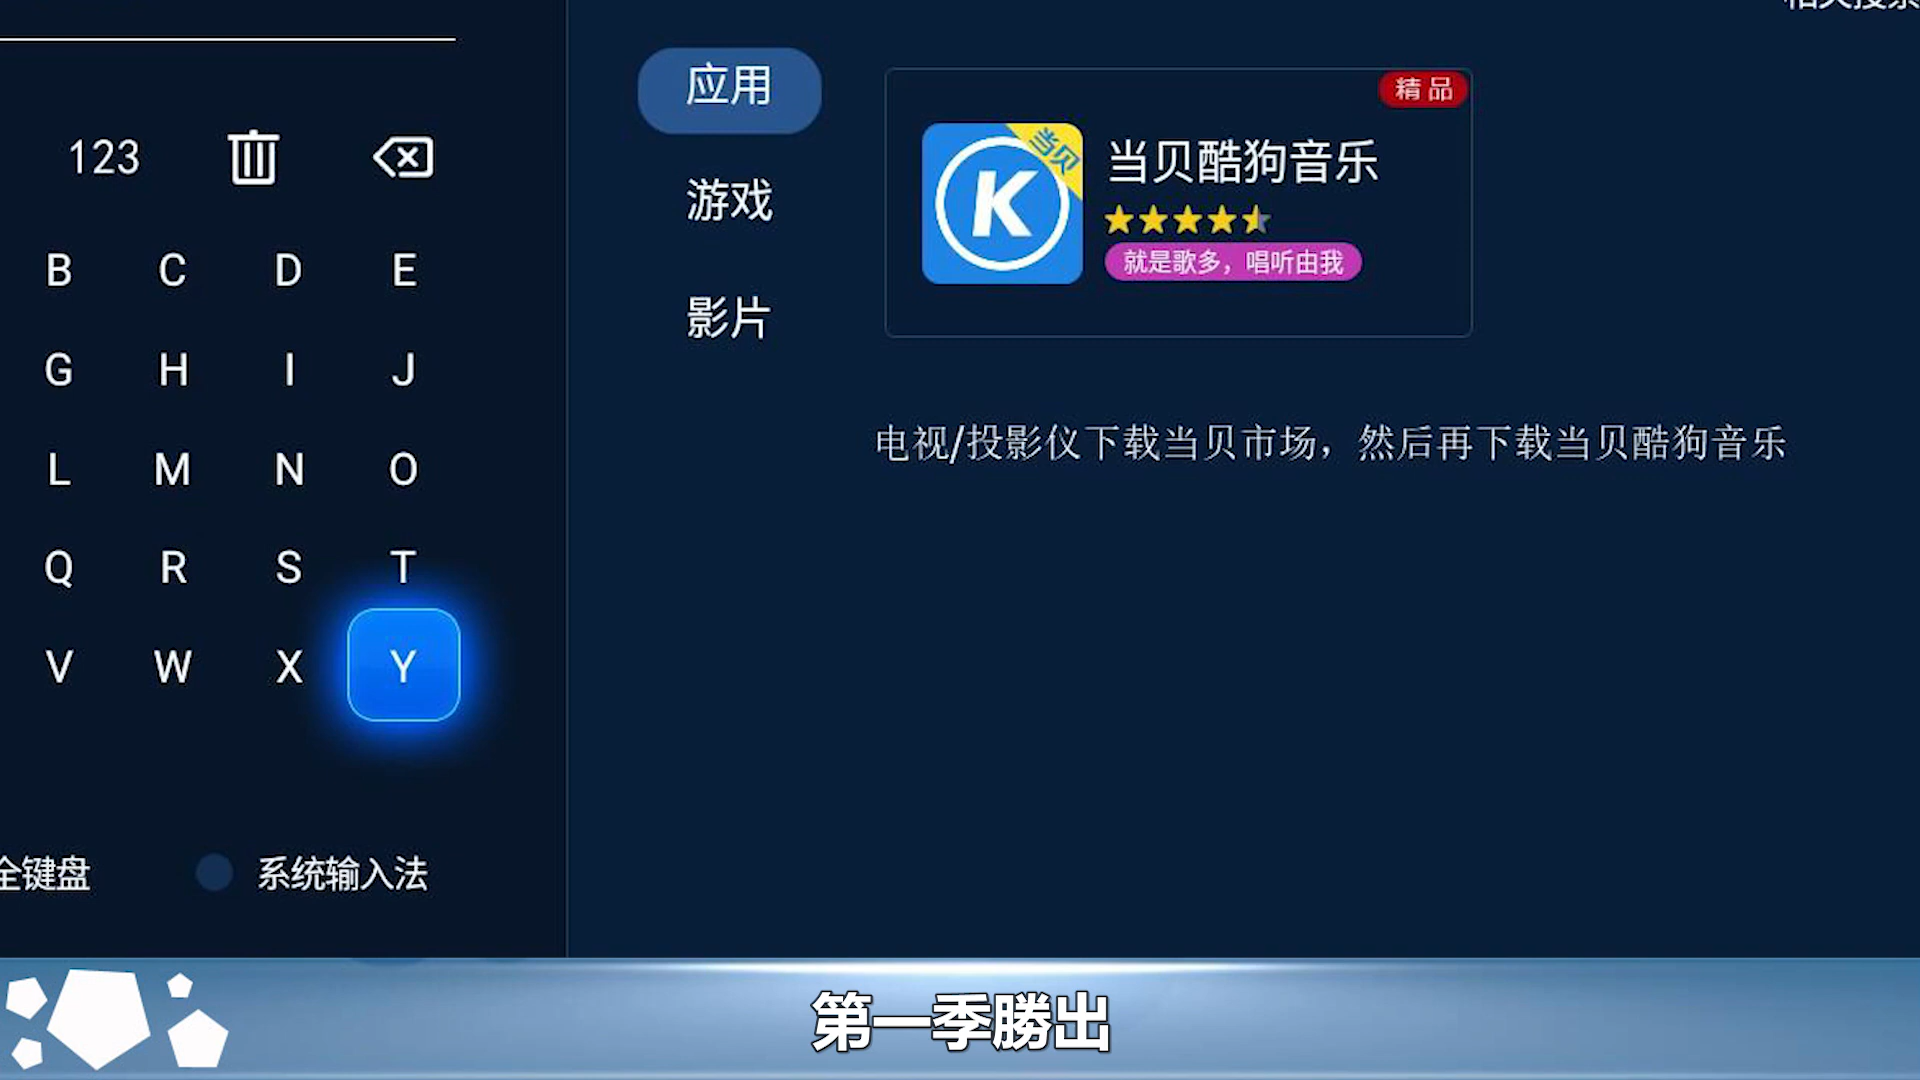 123
B C D E
G H I J
L M N O
Q R S T
V W X Y
全键盘
系统输入法
应用
游戏
影片
精品
当贝
K
当贝酷狗音乐
就是歌多，唱听由我
电视/投影仪下载当贝市场，然后再下载当贝酷狗音乐
第一季勝出